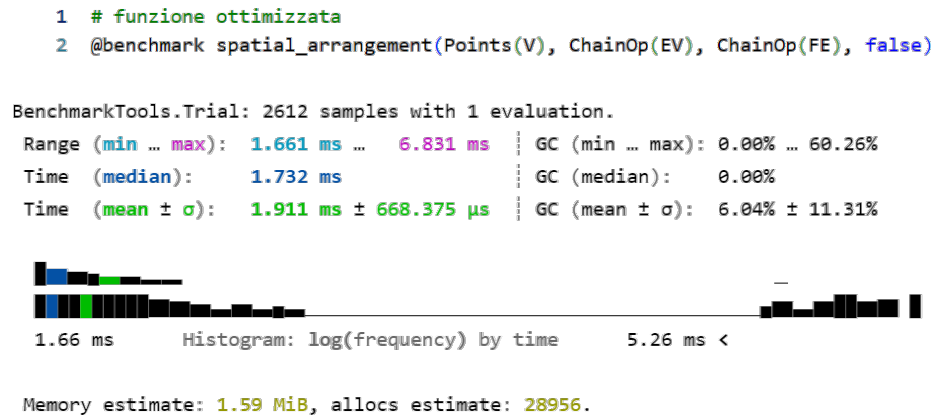 1 # funzione ottimizzata
2 @benchmark spatial_arrangement(Points(V), ChainOp(EV), ChainOp(FE), false)
BenchmarkTools.Trial: 2612 samples with 1 evaluation.
Range (min … max): 1.661 ms … 6.831 ms ┊ GC (min … max): 0.00% … 60.26%
Time (median): 1.732 ms ┊ GC (median): 0.00%
Time (mean ± σ): 1.911 ms ± 668.375 μs ┊ GC (mean ± σ): 6.04% ± 11.31%
1.66 ms Histogram: log(frequency) by time 5.26 ms <
Memory estimate: 1.59 MiB, allocs estimate: 28956.